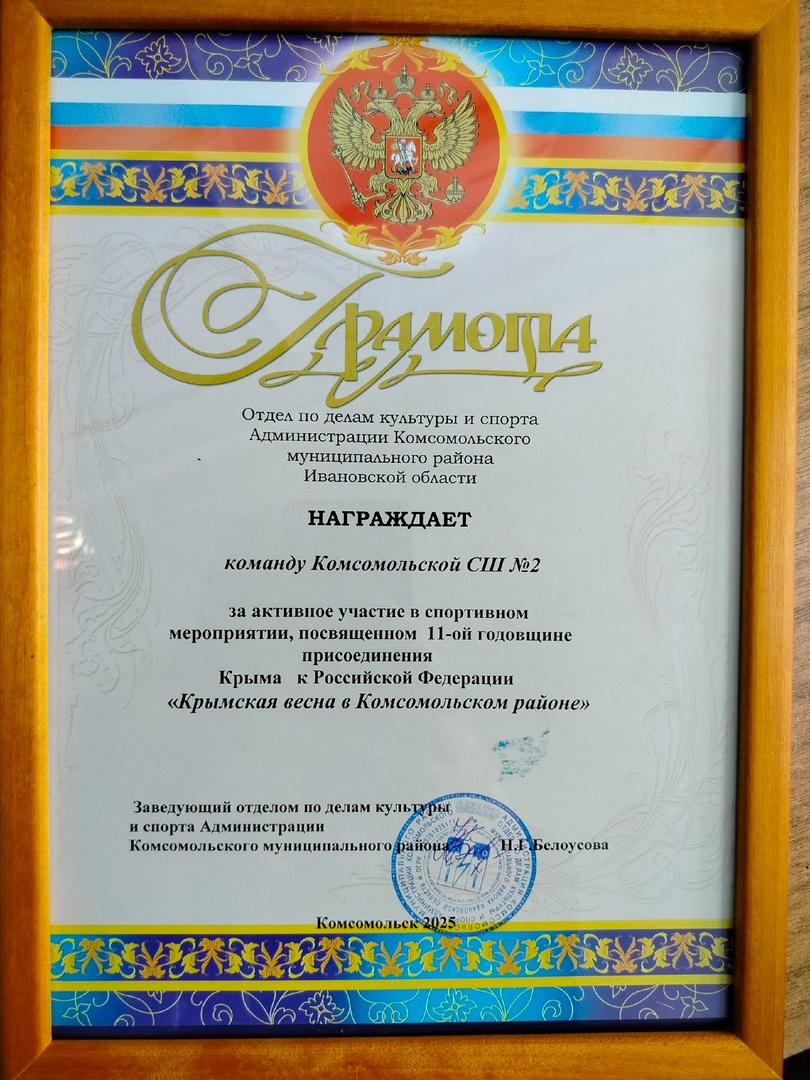 Грамота
Отдел по делам культуры и спорта
Администрации Комсомольского
муниципального района
Ивановской области
НАГРАЖДАЕТ
команду Комсомольской СШ №2
за активное участие в спортивном
мероприятии, посвященном 11-ой годовщине
присоединения
Крыма к Российской Федерации
«Крымская весна в Комсомольском районе»
Заведующий отделом по делам культуры
и спорта Администрации
Комсомольского муниципального района Н.Г.Белоусова
Комсомольск 2025